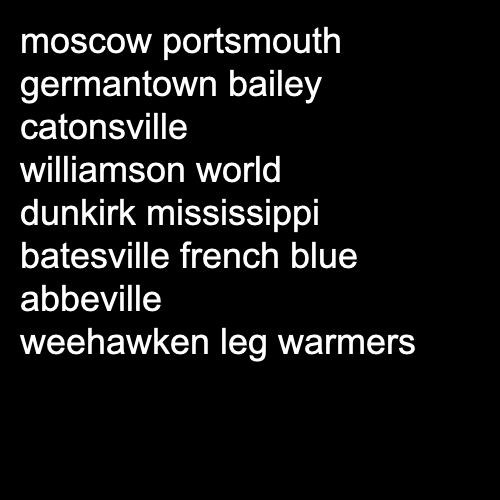 moscow portsmouth
germantown bailey
catonsville
williamson world
dunkirk mississippi
batesville french blue
abbeville
weehawken leg warmers